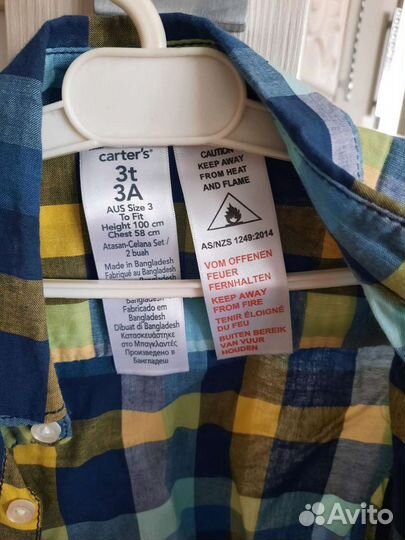 carter's
3t
3A
AUS Size 3
To Fit
Height 100 cm
Chest 58 cm
Atasan-Celana Set /
2 buah
Made in Bangladesh
Fabriqué au Bangladesh
Bangladesh
Fabricado em
Bangladesh
Dibuat di Bangladesh
Κατασκευάστηκε
στο Μπαγκλαντές
Произведено в
Бангладеш
CAUTION
KEEP AWAY
FROM HEAT
AND FLAME
AS/NZS 1249:2014
VOM OFFENEN
FEUER
FERNHALTEN
KEEP AWAY
FROM FIRE
TENIR ÉLOIGNÉ
DU FEU
BUITEN BEREIK
VAN VUUR
HOUDEN
Avito